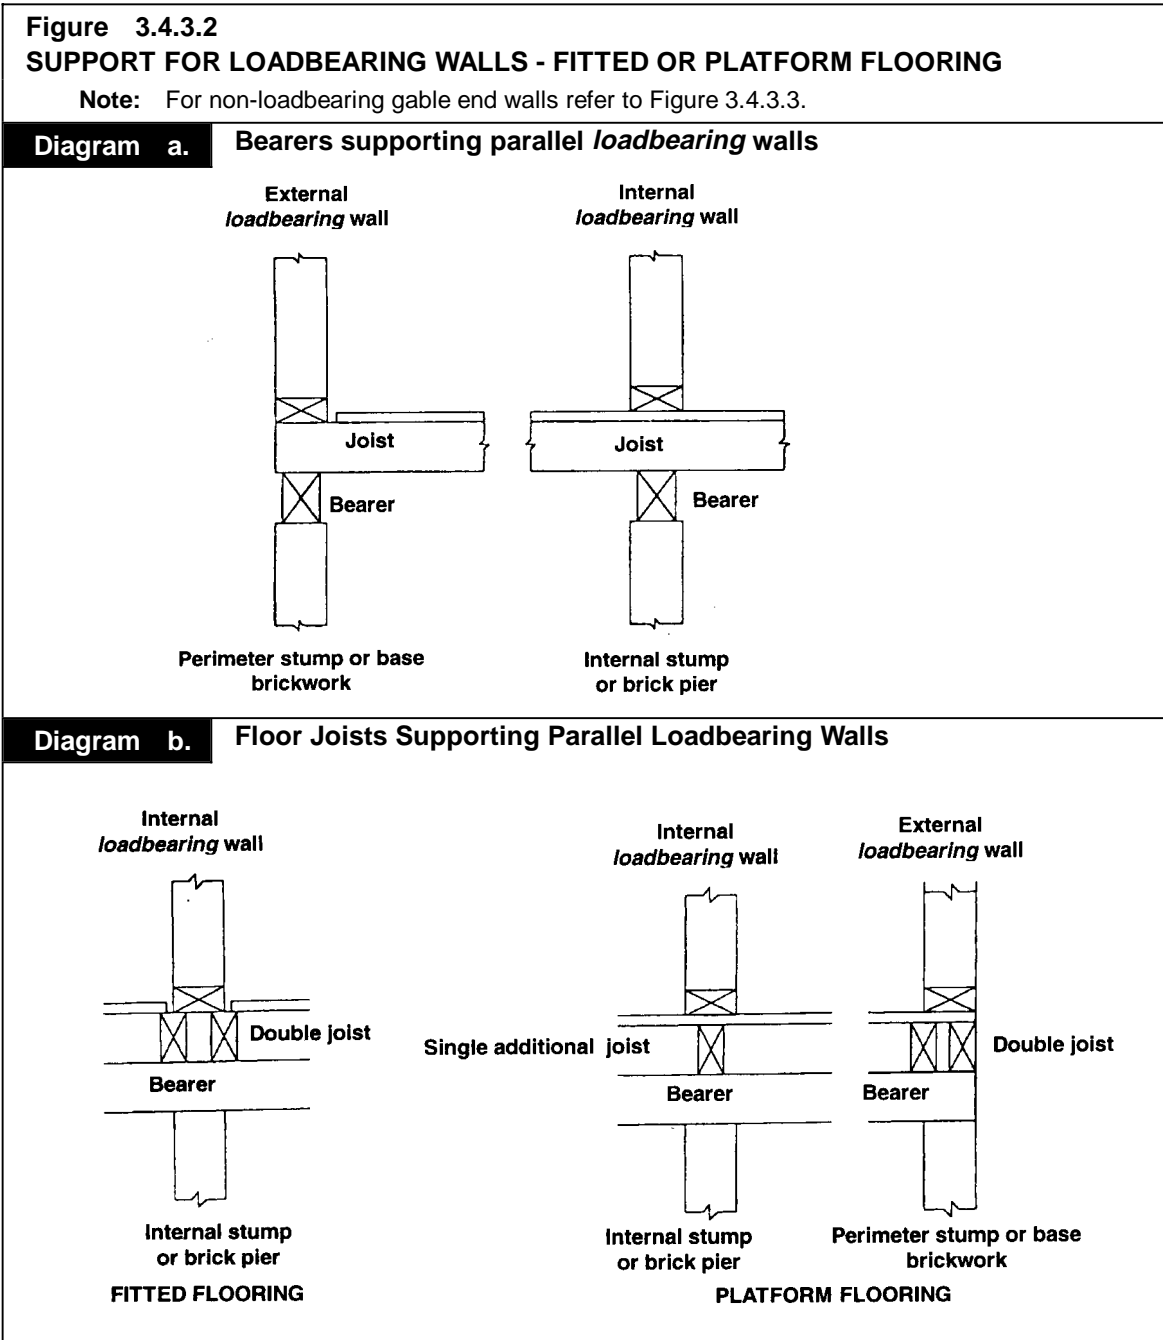 Figure 3.4.3.2
SUPPORT FOR LOADBEARING WALLS - FITTED OR PLATFORM FLOORING
Note: For non-loadbearing gable end walls refer to Figure 3.4.3.3.
Diagram a.
Bearers supporting parallel loadbearing walls
External
loadbearing wall
Internal
loadbearing wall
Joist
Joist
Bearer
Bearer
Perimeter stump or base
brickwork
Internal stump
or brick pier
Diagram b.
Floor Joists Supporting Parallel Loadbearing Walls
Internal
loadbearing wall
Internal
loadbearing wall
External
loadbearing wall
Double joist
Single additional joist
Double joist
Bearer
Bearer
Bearer
Internal stump
or brick pier
Internal stump
or brick pier
Perimeter stump or base
brickwork
FITTED FLOORING
PLATFORM FLOORING